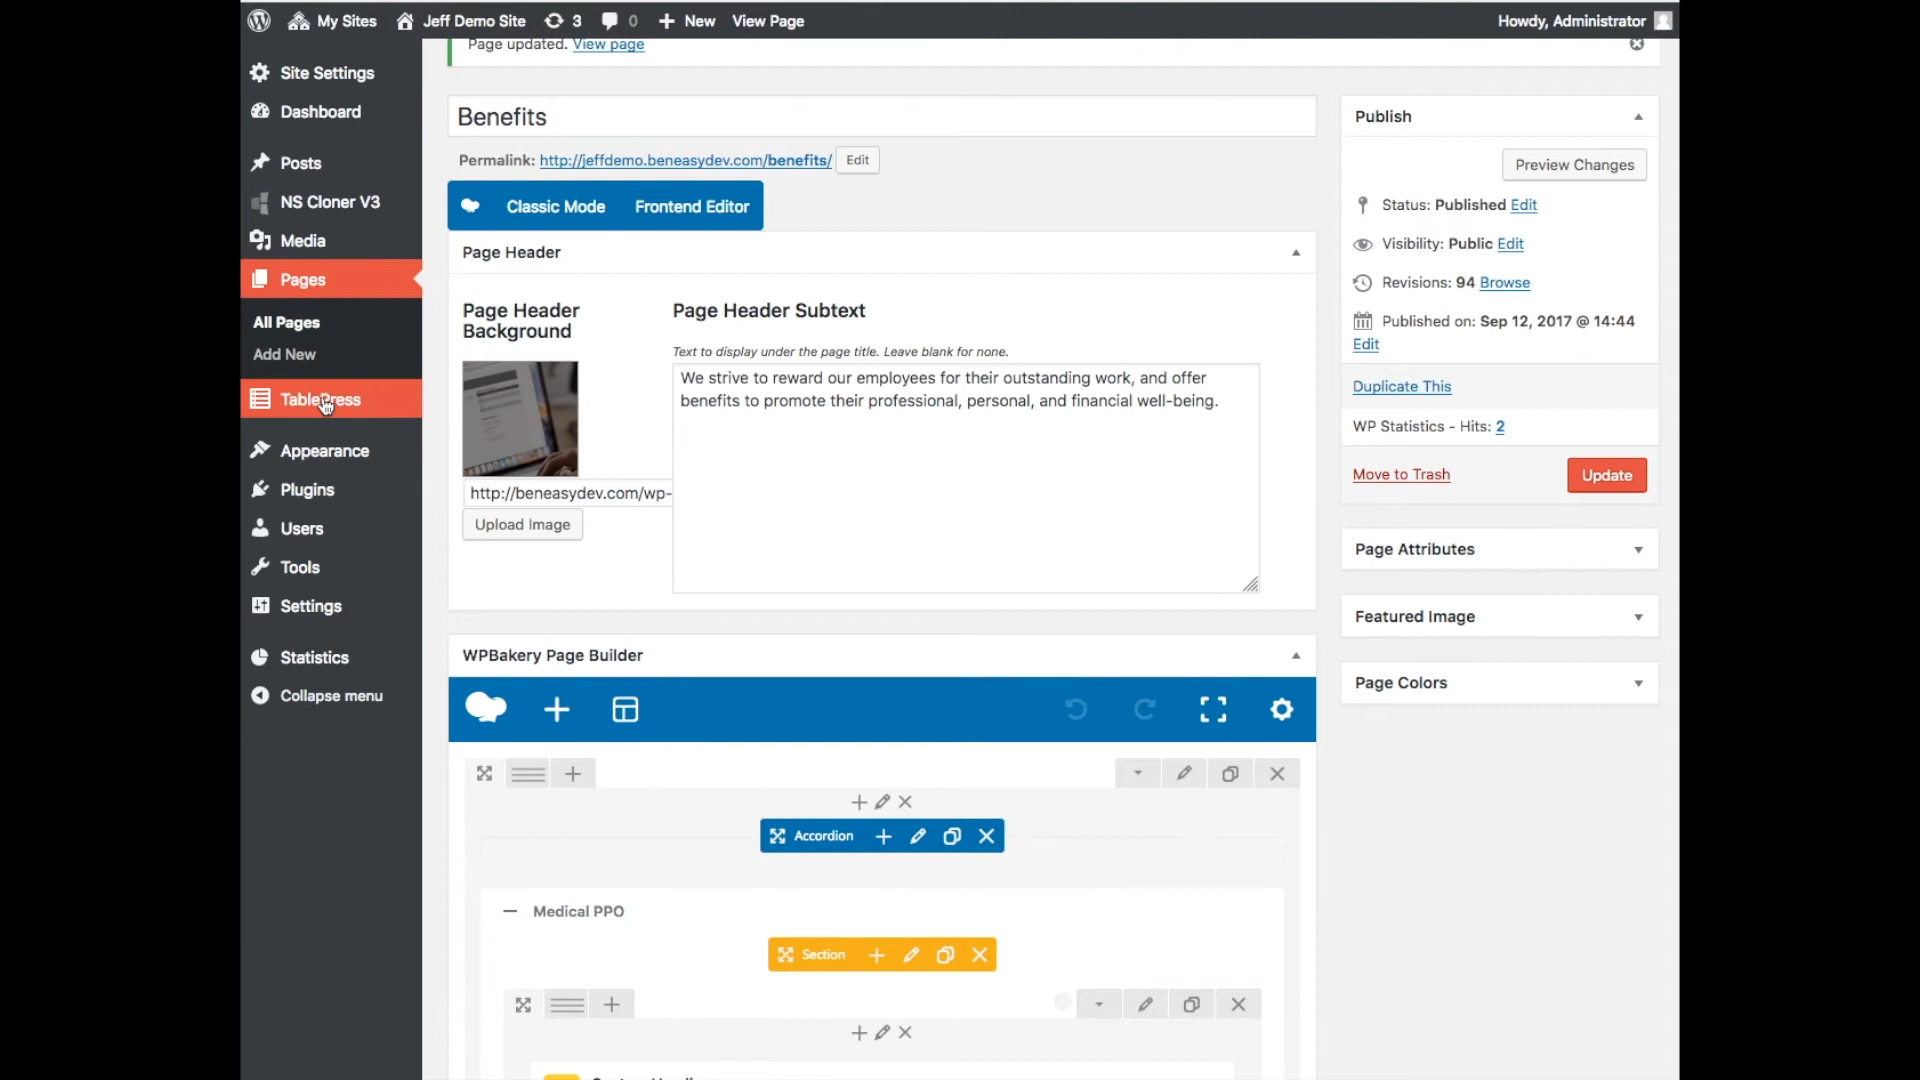 My Sites
Jeff Demo Site
3
0
New
View Page
Howdy, Administrator
Site Settings
Dashboard
Posts
NS Cloner V3
Media
Pages
All Pages
Add New
TablePress
Appearance
Plugins
Users
Tools
Settings
Statistics
Collapse menu
Page updated. View page
Benefits
Permalink: http://jeffdemo.beneasydev.com/benefits/ Edit
Classic Mode
Frontend Editor
Page Header
Page Header
Background
http://beneasydev.com/wp-
Upload Image
Page Header Subtext
Text to display under the page title. Leave blank for none.
We strive to reward our employees for their outstanding work, and offer
benefits to promote their professional, personal, and financial well-being.
WPBakery Page Builder
Accordion
Medical PPO
Section
Publish
Preview Changes
Status: Published Edit
Visibility: Public Edit
Revisions: 94 Browse
Published on: Sep 12, 2017 @ 14:44
Edit
Duplicate This
WP Statistics - Hits: 2
Move to Trash
Update
Page Attributes
Featured Image
Page Colors